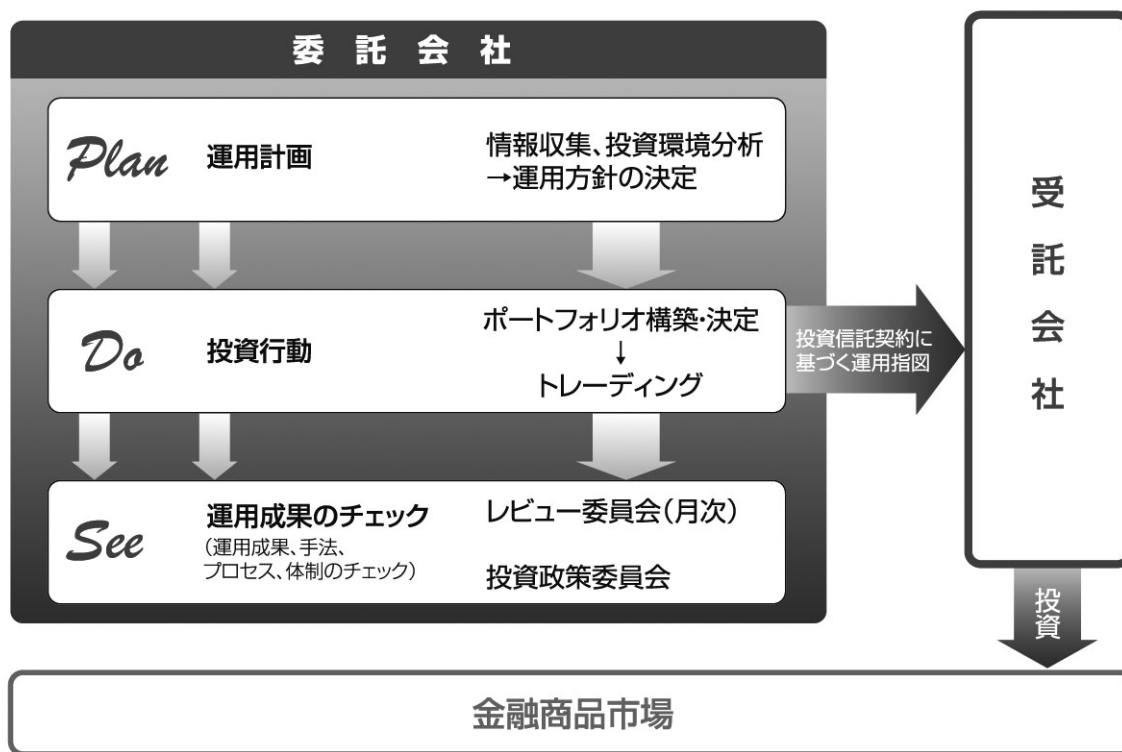 委託会社
Plan
運用計画
情報収集、投資環境分析
→運用方針の決定
Do
投資行動
ポートフォリオ構築・決定
↓
トレーディング
See
運用成果のチェック
（運用成果、手法、
プロセス、体制のチェック）
レビュー委員会（月次）
投資政策委員会
投資信託契約に
基づく運用指図
受託会社
投資
金融商品市場